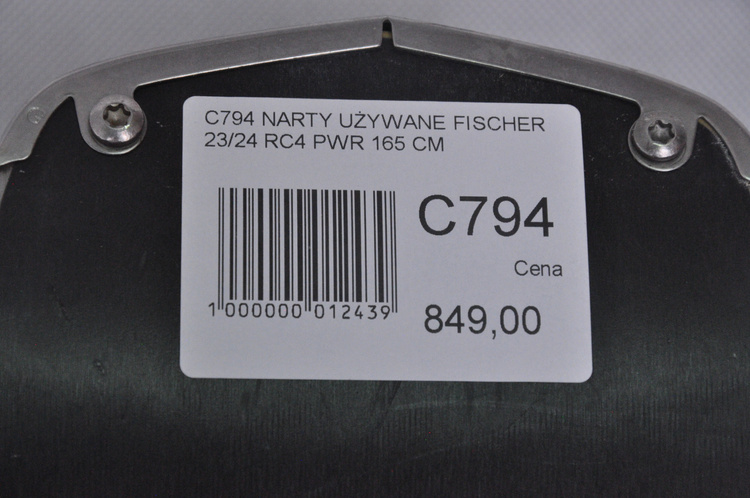 C794 NARTY UŻYWANE FISCHER
23/24 RC4 PWR 165 CM
C794
Cena
1 000000 012439
849,00